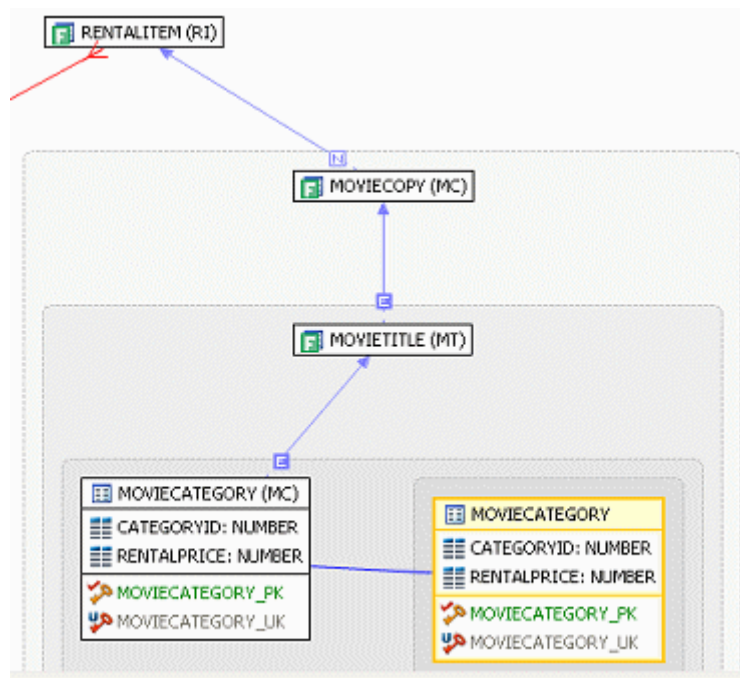 RENTALITEM (RI)
N
MOVIECOPY (MC)
E
MOVIETITLE (MT)
E
MOVIECATEGORY (MC)
CATEGORYID: NUMBER
RENTALPRICE: NUMBER
MOVIECATEGORY_PK
MOVIECATEGORY_UK
MOVIECATEGORY
CATEGORYID: NUMBER
RENTALPRICE: NUMBER
MOVIECATEGORY_PK
MOVIECATEGORY_UK